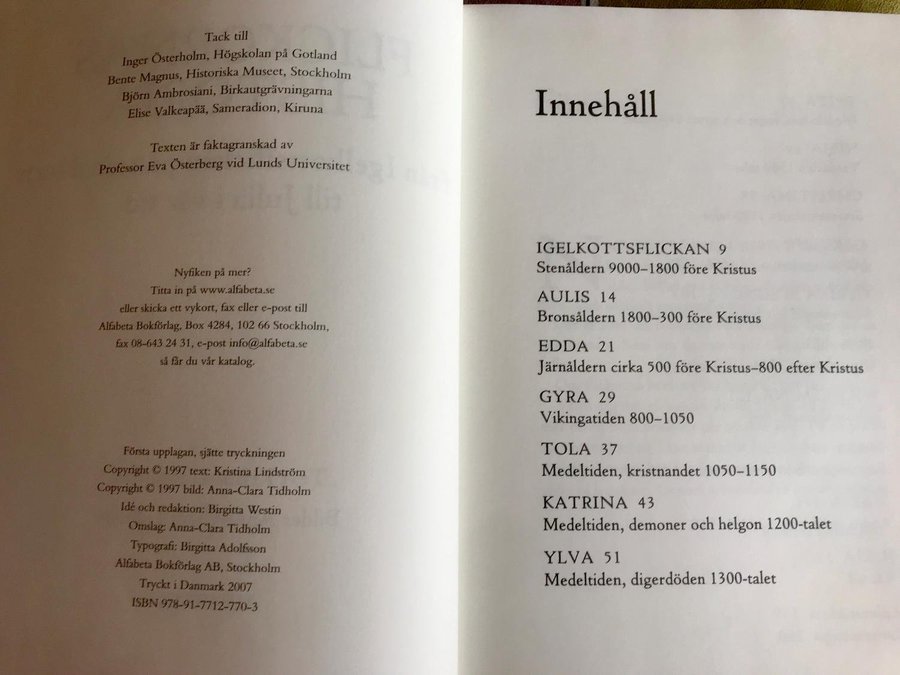 Tack till
Inger Österholm, Högskolan på Gotland
Bente Magnus, Historiska Museet, Stockholm
Björn Ambrosiani, Birkautgrävningarna
Elise Valkeapää, Sameradion, Kiruna
Texten är faktagranskad av
Professor Eva Österberg vid Lunds Universitet
Nyfiken på mer?
Titta in på www.alfabeta.se
eller skicka ett vykort, fax eller e-post till
Alfabeta Bokförlag, Box 4284, 102 66 Stockholm,
fax 08-643 24 31, e-post info@alfabeta.se
så får du vår katalog.
Första upplagan, sjätte tryckningen
Copyright © 1997 text: Kristina Lindström
Copyright © 1997 bild: Anna-Clara Tidholm
Idé och redaktion: Birgitta Westin
Omslag: Anna-Clara Tidholm
Typografi: Birgitta Adolfsson
Alfabeta Bokförlag AB, Stockholm
Tryckt i Danmark 2007
ISBN 978-91-7712-770-3
Innehåll
IGELKOTTSFLICKAN 9
Stenåldern 9000–1800 före Kristus
AULIS 14
Bronsåldern 1800–300 före Kristus
EDDA 21
Järnåldern cirka 500 före Kristus–800 efter Kristus
GYRA 29
Vikingatiden 800–1050
TOLA 37
Medeltiden, kristnandet 1050–1150
KATRINA 43
Medeltiden, demoner och helgon 1200-talet
YLVA 51
Medeltiden, digerdöden 1300-talet